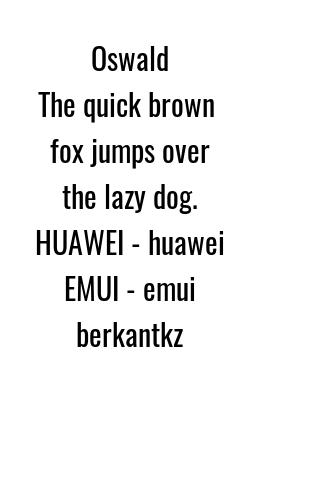 Oswald
The quick brown
fox jumps over
the lazy dog.
HUAWEI - huawei
EMUI - emui
berkantkz